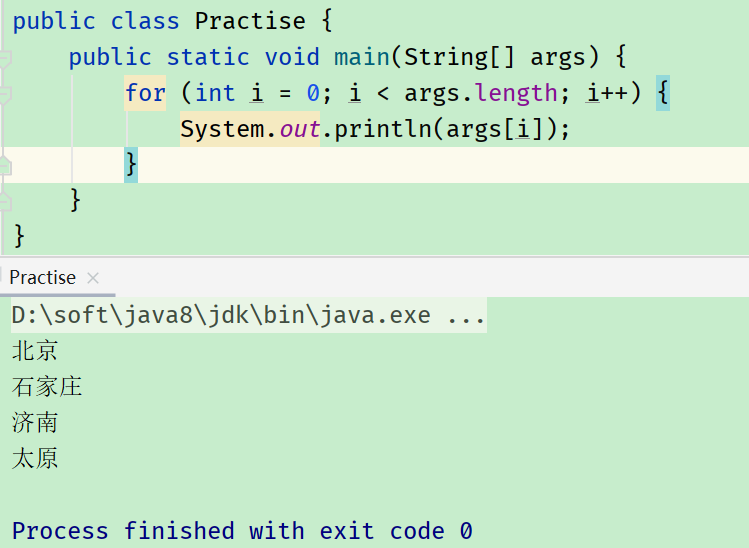 public class Practise {
    public static void main(String[] args) {
        for (int i = 0; i < args.length; i++) {
            System.out.println(args[i]);
        }
    }
}
Practise ×
D:\soft\java8\jdk\bin\java.exe ...
北京
石家庄
济南
太原
Process finished with exit code 0